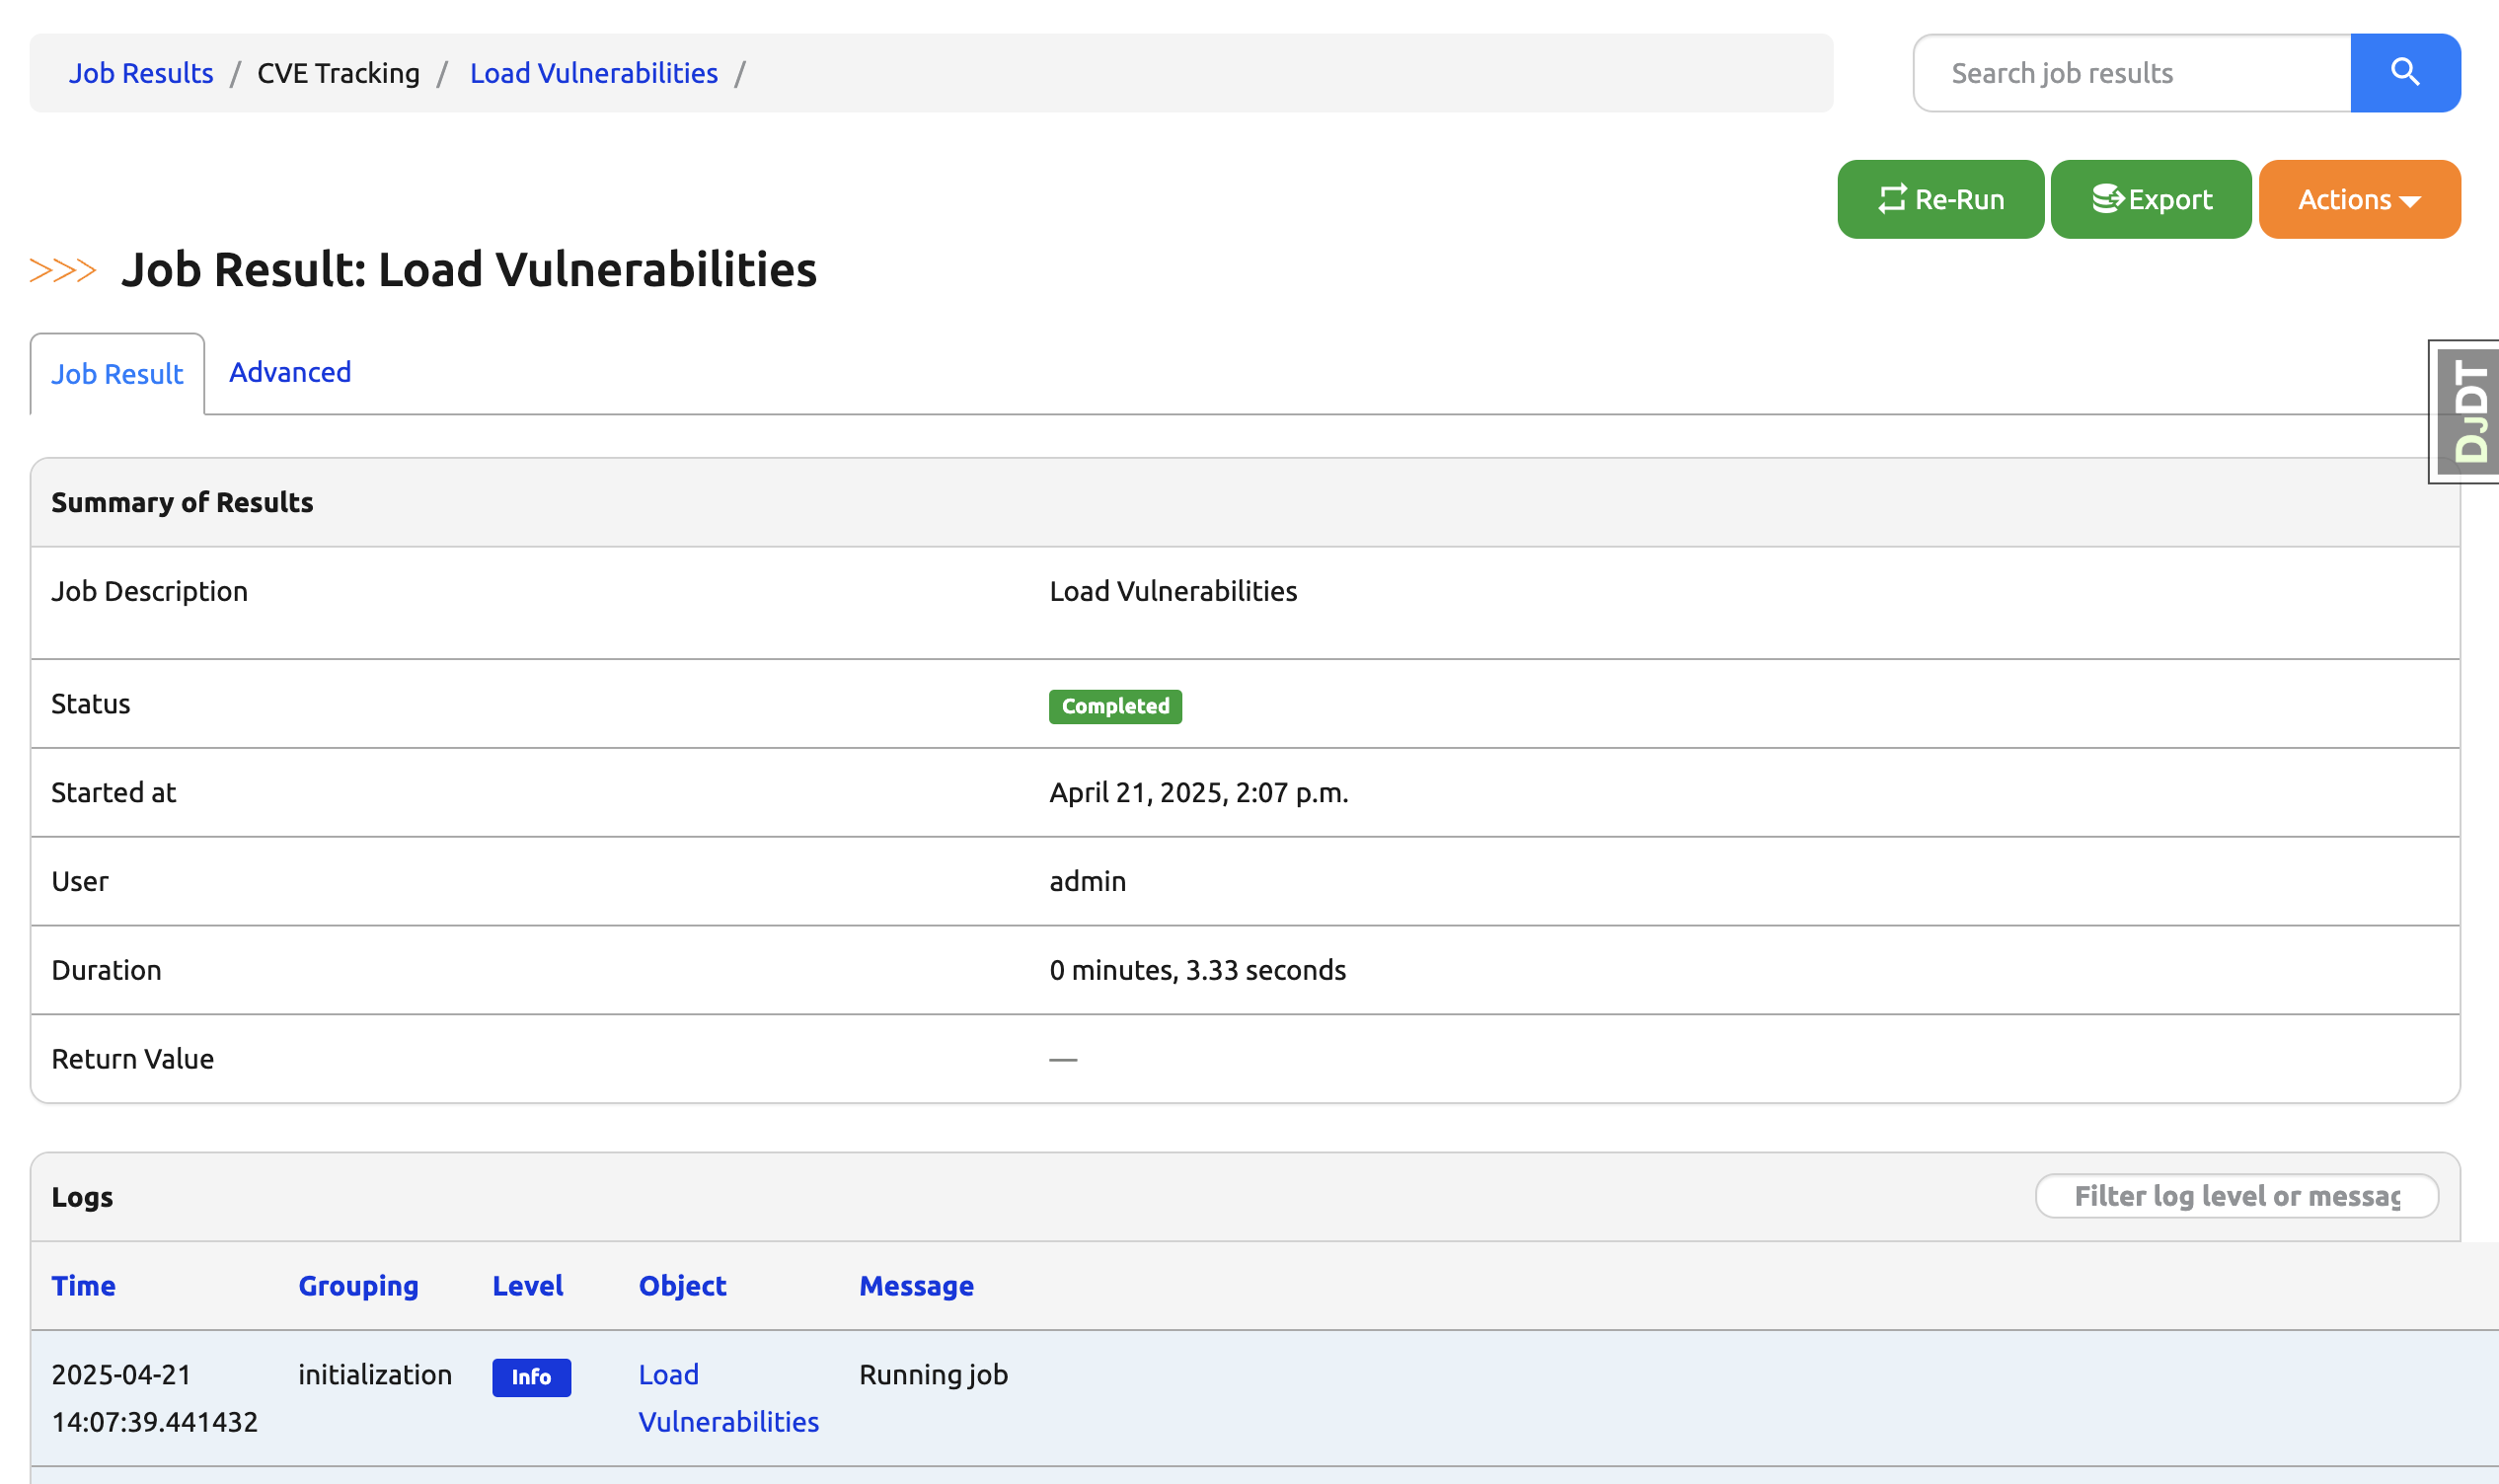 Job Results / CVE Tracking / Load Vulnerabilities /
Search job results
Re-Run
Export
Actions
>>> Job Result: Load Vulnerabilities
Job Result
Advanced
DJDT
Summary of Results
Job Description Load Vulnerabilities
Status Completed
Started at April 21, 2025, 2:07 p.m.
User admin
Duration 0 minutes, 3.33 seconds
Return Value —
Logs
Filter log level or messag
Time Grouping Level Object Message
2025-04-21 initialization Info Load Running job
14:07:39.441432 Vulnerabilities